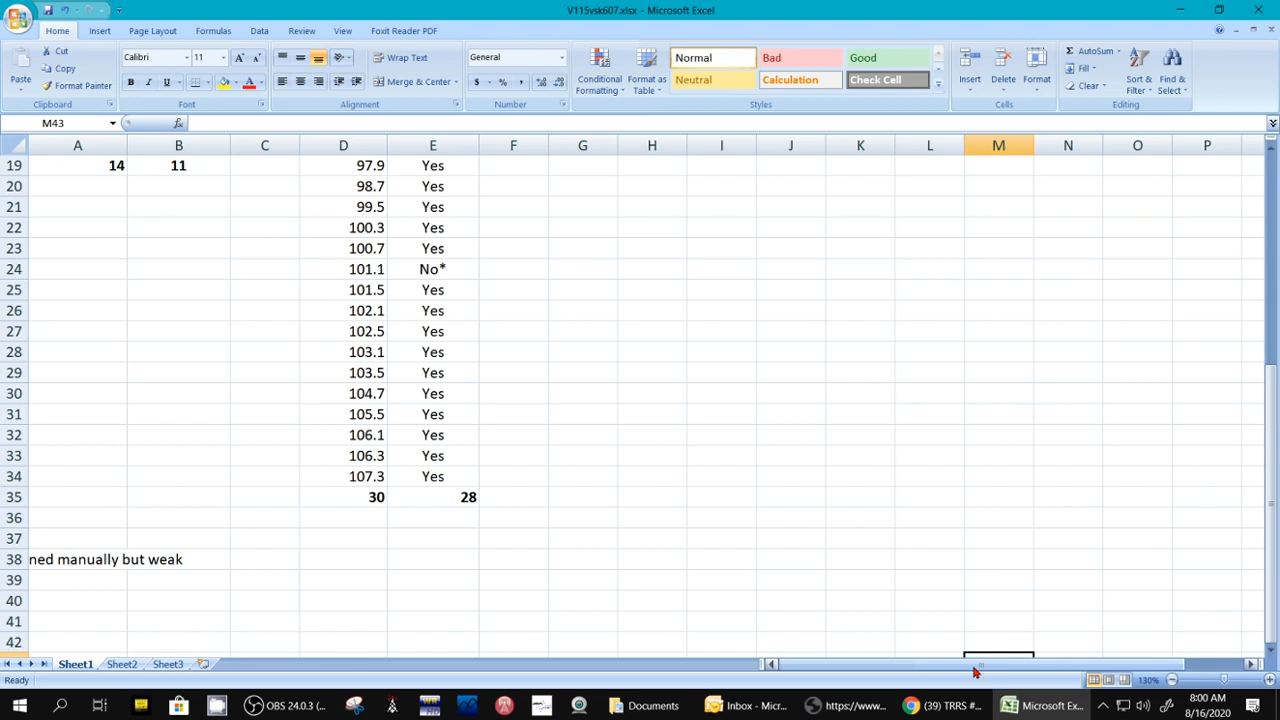 V115vsk607.xlsx - Microsoft Excel
Home Insert Page Layout Formulas Data Review View Foxit Reader PDF
Paste
Cut
Copy
Format Painter
Clipboard
Calibri 11
B I U
Font
Wrap Text
Merge & Center
Alignment
General
$ % ,
Number
Conditional Formatting
Format as Table
Normal Bad Good
Neutral Calculation Check Cell
Styles
Insert Delete Format
Cells
AutoSum
Fill
Clear
Sort & Filter
Find & Select
Editing
M43 fx
A B C D E F G H I J K L M N O P
19 14 11 97.9 Yes
20 98.7 Yes
21 99.5 Yes
22 100.3 Yes
23 100.7 Yes
24 101.1 No*
25 101.5 Yes
26 102.1 Yes
27 102.5 Yes
28 103.1 Yes
29 103.5 Yes
30 104.7 Yes
31 105.5 Yes
32 106.1 Yes
33 106.3 Yes
34 107.3 Yes
35 30 28
36
37
38 ned manually but weak
39
40
41
42
Sheet1 Sheet2 Sheet3
Ready 130%
OBS 24.0.3 (... Documents Inbox - Micr... https://www... (39) TRRS #... Microsoft Ex...
8:00 AM
8/16/2020